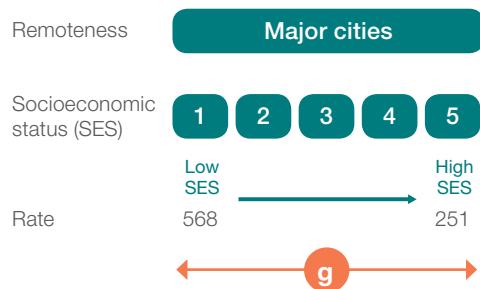 Remoteness Major cities
Socioeconomic
status (SES) 1 2 3 4 5
Low High
SES SES
Rate 568 251
g